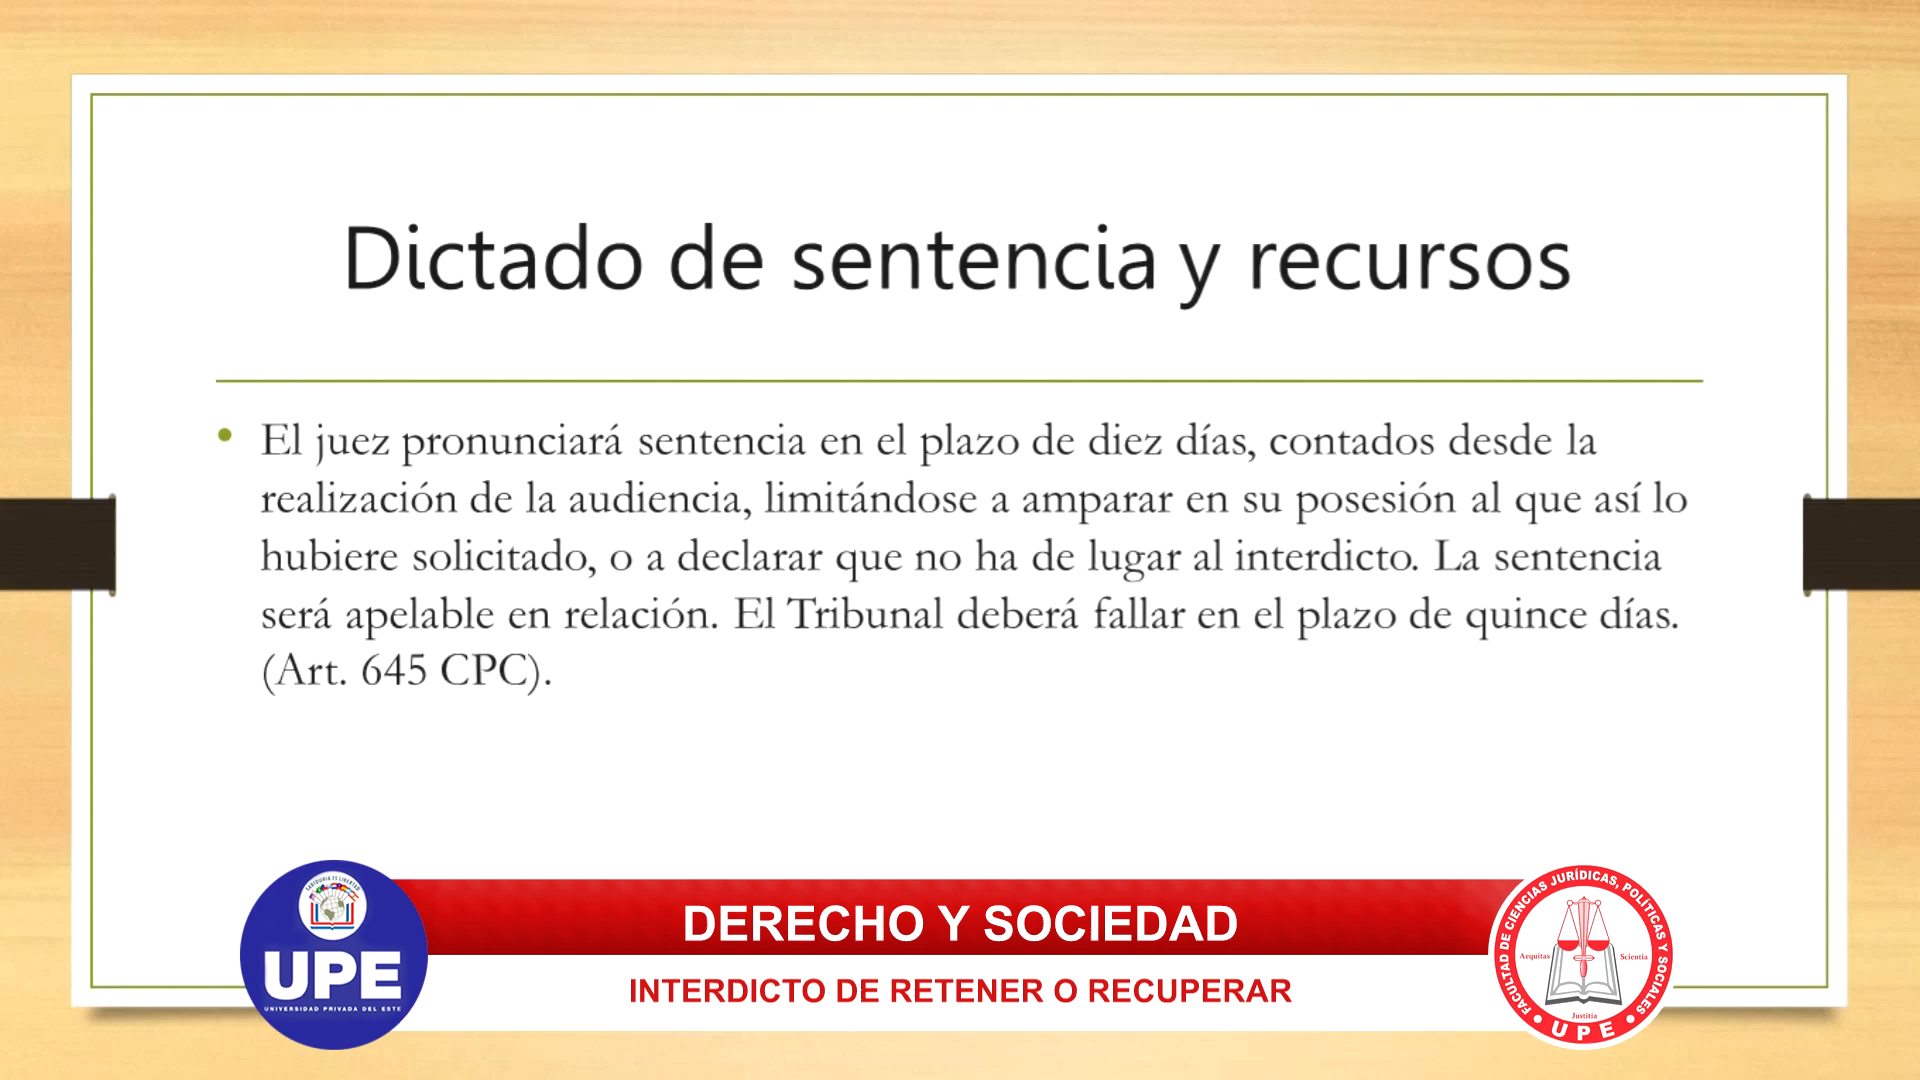 Dictado de sentencia y recursos
• El juez pronunciará sentencia en el plazo de diez días, contados desde la
realización de la audiencia, limitándose a amparar en su posesión al que así lo
hubiere solicitado, o a declarar que no ha de lugar al interdicto. La sentencia
será apelable en relación. El Tribunal deberá fallar en el plazo de quince días.
(Art. 645 CPC).
SABIDURIA ES LIBERTAD
UPE
UNIVERSIDAD PRIVADA DEL ESTE
DERECHO Y SOCIEDAD
INTERDICTO DE RETENER O RECUPERAR
FACULTAD DE CIENCIAS JURÍDICAS, POLÍTICAS Y SOCIALES
Aequitas
Scientia
Justitia
• UPE •